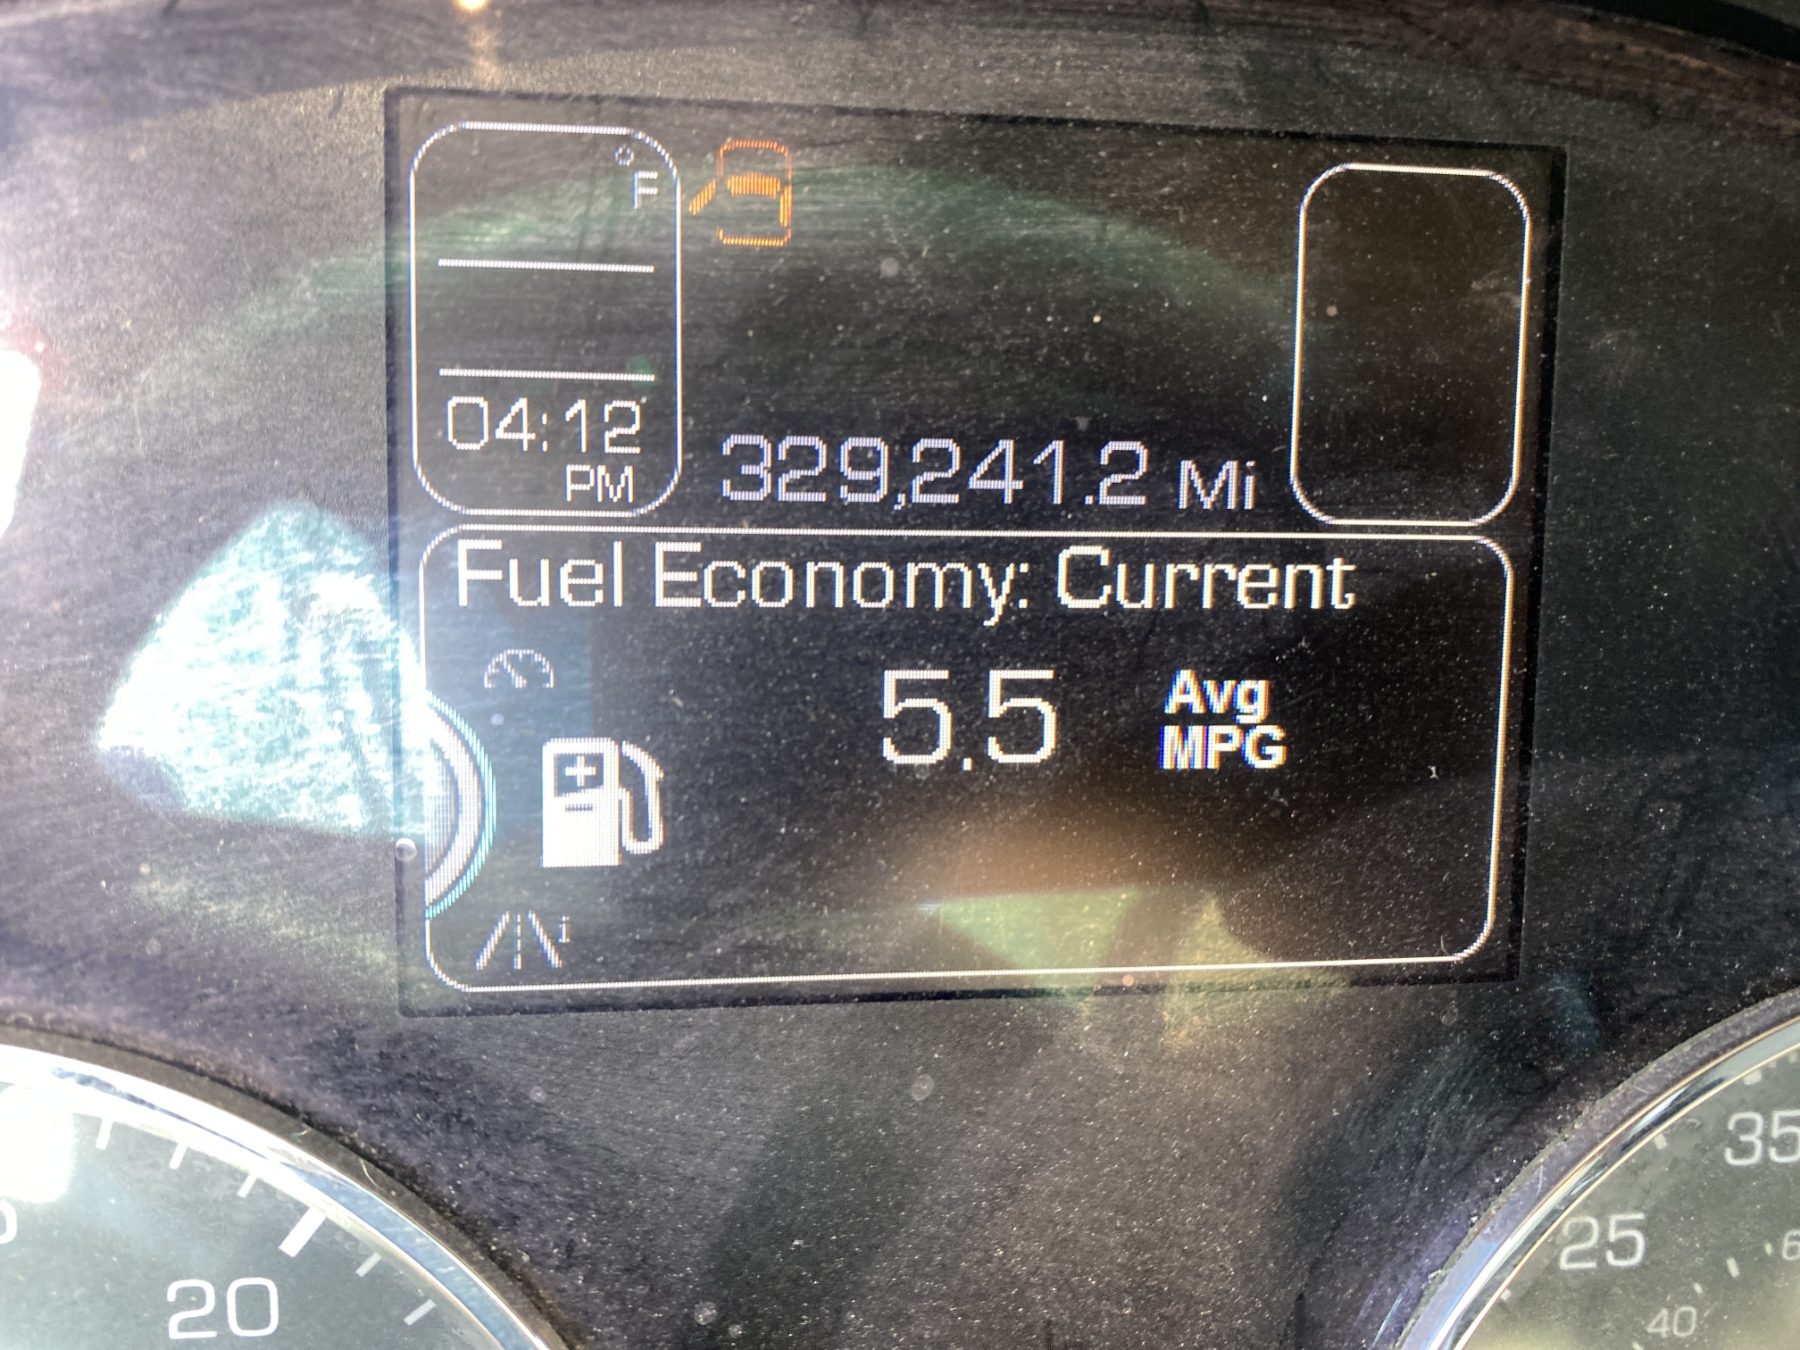 °F
04:12
PM
329,241.2 Mi
Fuel Economy: Current
5.5
Avg
MPG
i
20
35
25
40